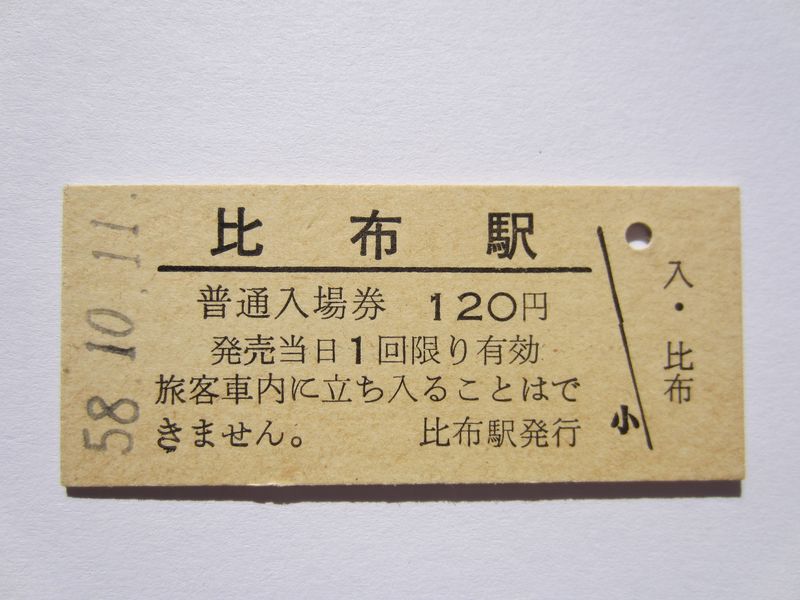 58.10.11.
比布駅
普通入場券 120円
発売当日1回限り有効
旅客車内に立ち入ることはで
きません。 比布駅発行
小
入・比布